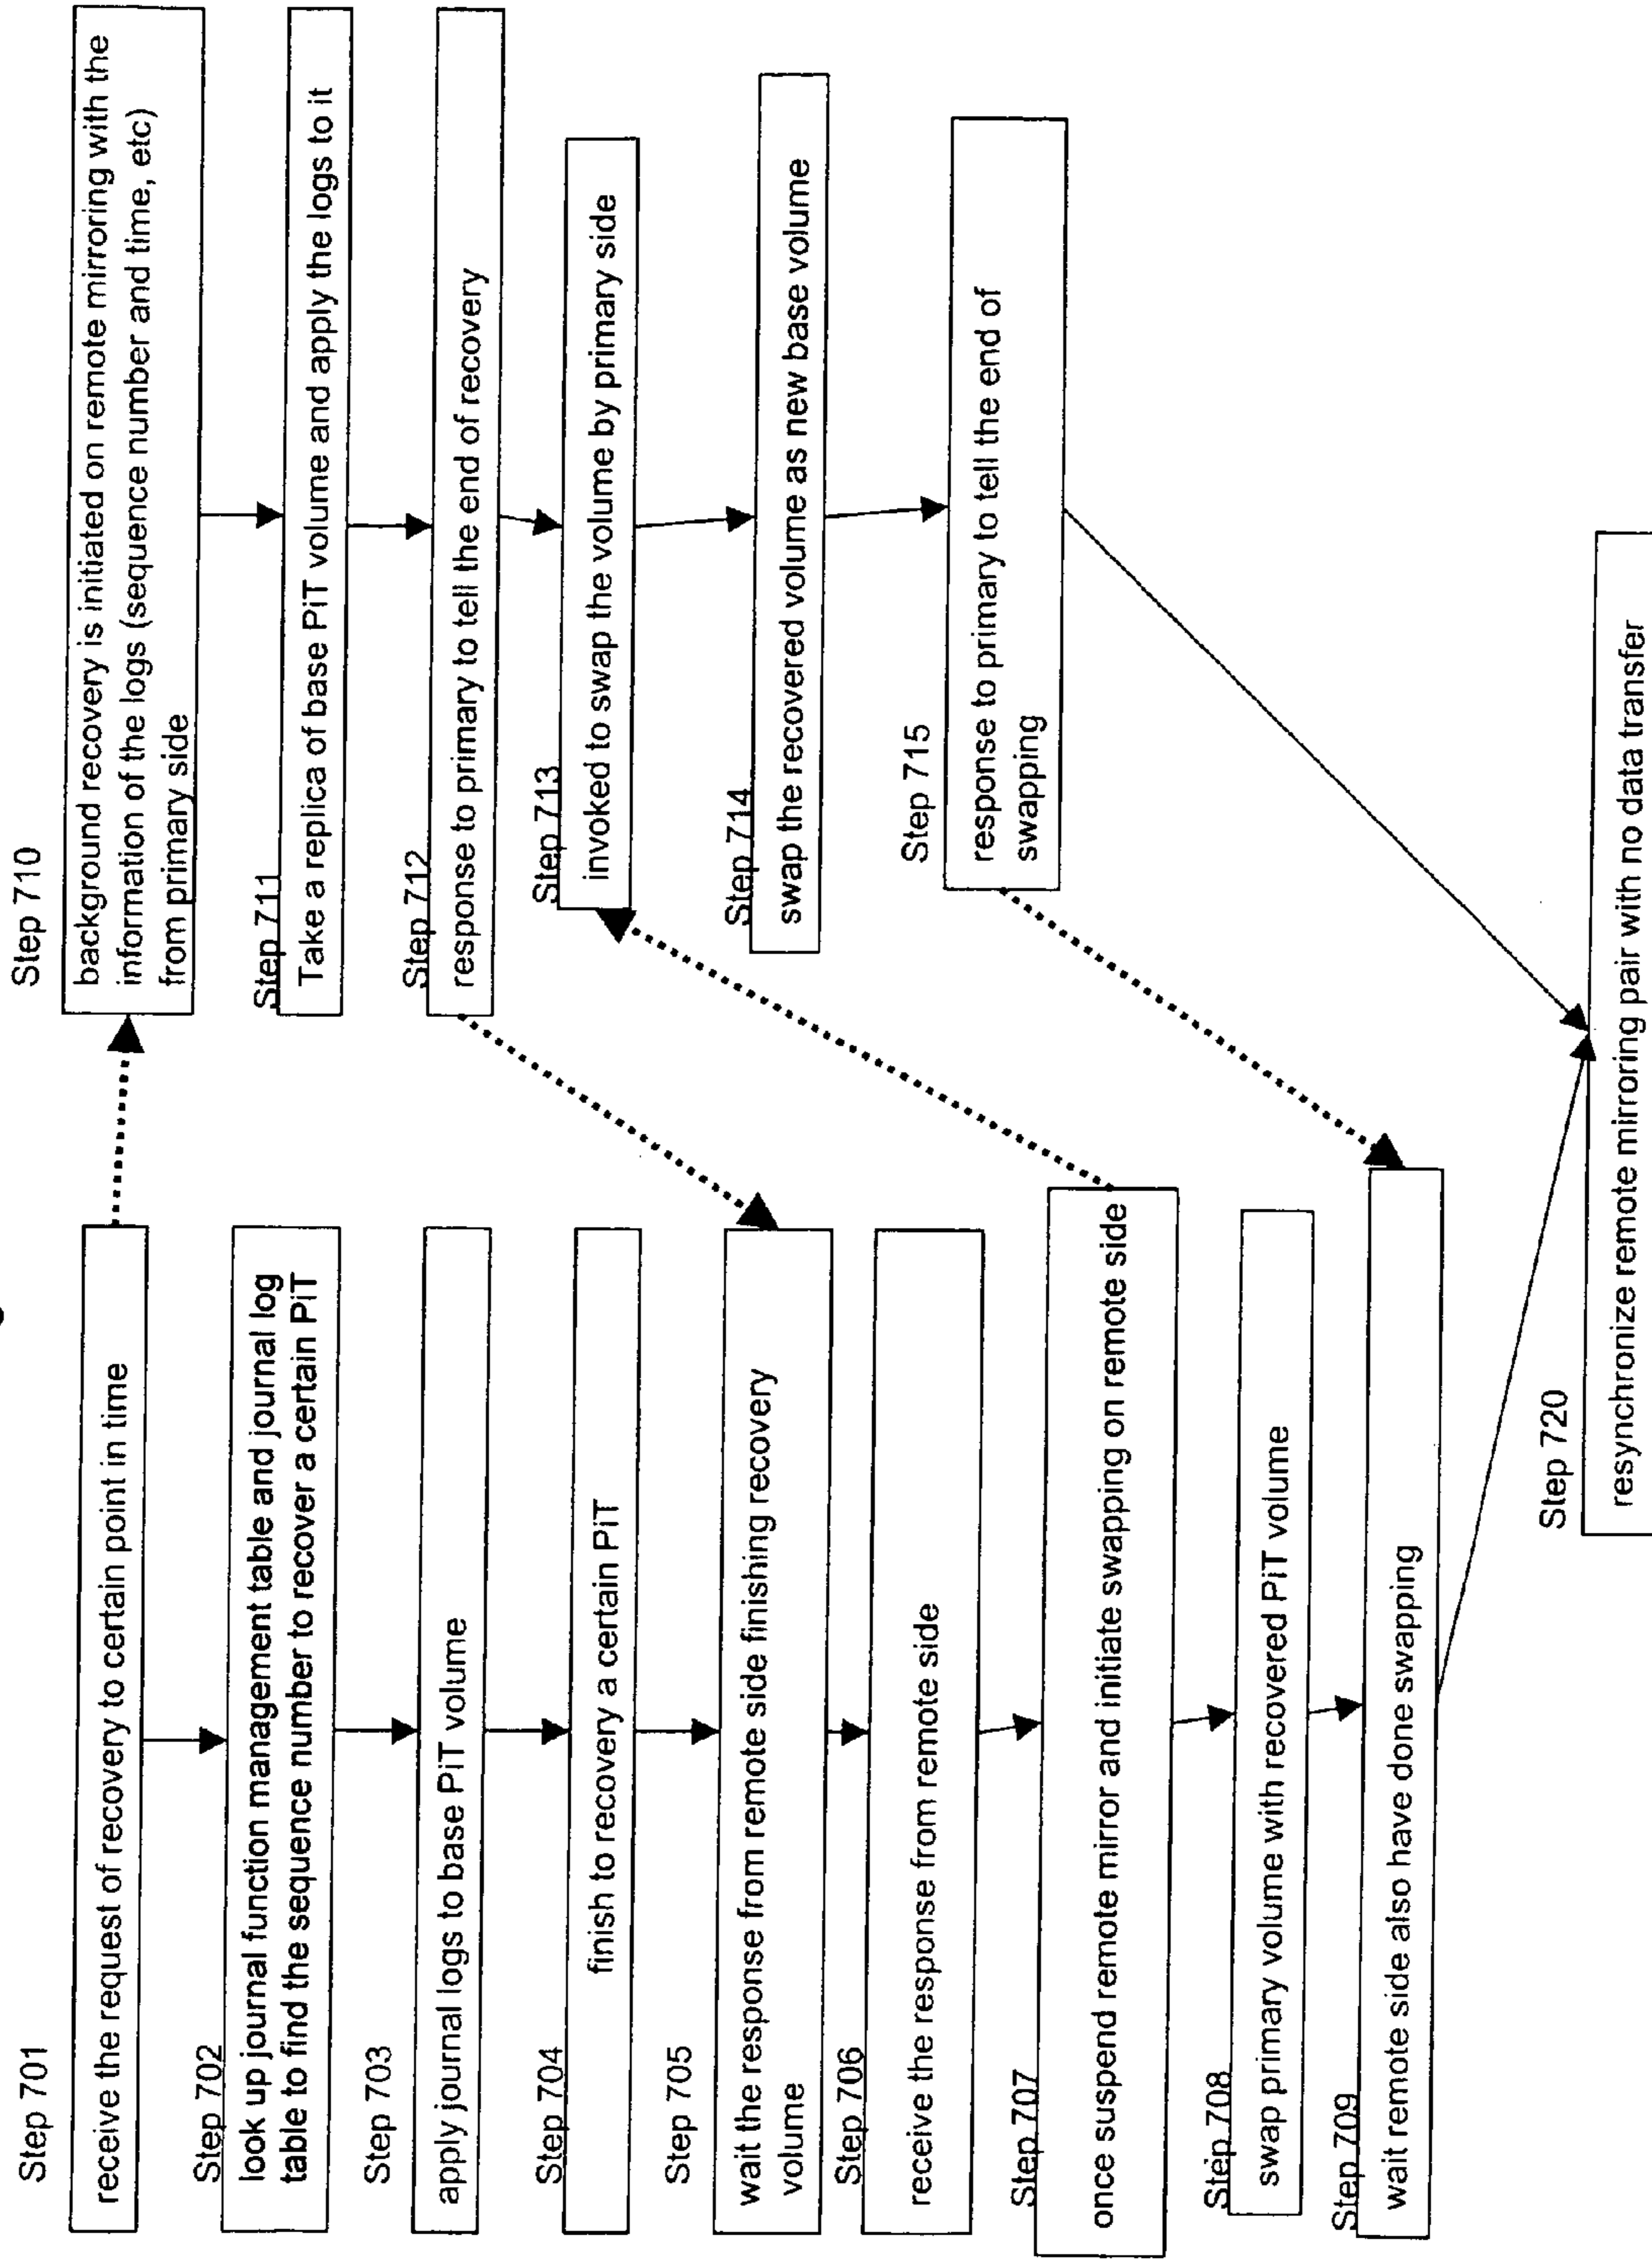 Step 701
receive the request of recovery to certain point in time
Step 702
look up journal function management table and journal log
table to find the sequence number to recover a certain PiT
Step 703
apply journal logs to base PiT volume
Step 704
finish to recovery a certain PiT
Step 705
wait the response from remote side finishing recovery
volume
Step 706
receive the response from remote side
Step 707
once suspend remote mirror and initiate swapping on remote side
Step 708
swap primary volume with recovered PiT volume
Step 709
wait remote side also have done swapping
Step 710
background recovery is initiated on remote mirroring with the
information of the logs (sequence number and time, etc)
from primary side
Step 711
Take a replica of base PiT volume and apply the logs to it
Step 712
response to primary to tell the end of recovery
Step 713
invoked to swap the volume by primary side
Step 714
swap the recovered volume as new base volume
Step 715
response to primary to tell the end of
swapping
Step 720
resynchronize remote mirroring pair with no data transfer